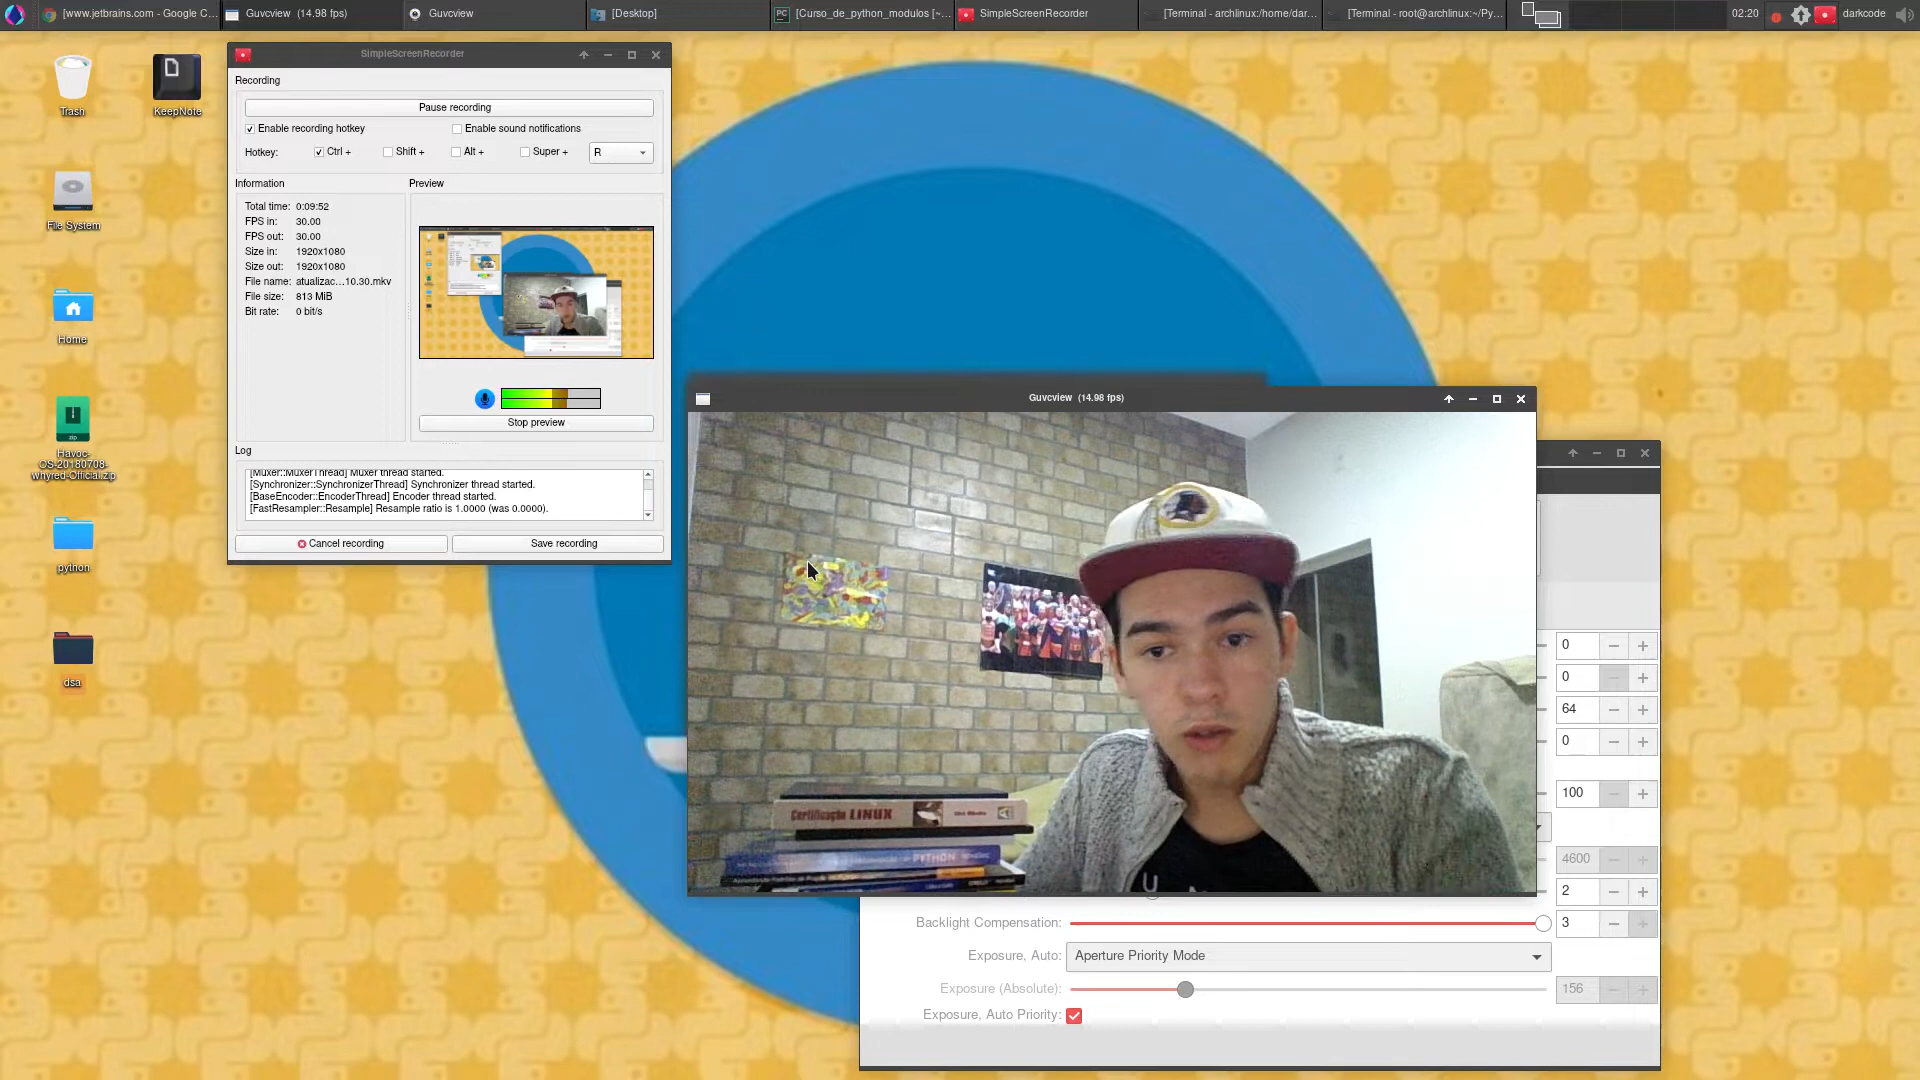 [www.jetbrains.com - Google C...
Guvcview (14.98 fps)
Guvcview
[Desktop]
[Curso_de_python_modulos [~...
SimpleScreenRecorder
[Terminal - archlinux:/home/dar...
[Terminal - root@archlinux:~/Py...
02:20
darkcode
Trash
KeepNote
File System
Home
zip
Havoc-
OS-20180708-
whyred-Official.zip
python
dsa
SimpleScreenRecorder
Recording
Pause recording
Enable recording hotkey
Enable sound notifications
Hotkey:
Ctrl +
Shift +
Alt +
Super +
R
Information
Preview
Total time: 0:09:52
FPS in: 30.00
FPS out: 30.00
Size in: 1920x1080
Size out: 1920x1080
File name: atualizac...10.30.mkv
File size: 813 MiB
Bit rate: 0 bit/s
Stop preview
Log
[Muxer::MuxerThread] Muxer thread started.
[Synchronizer::SynchronizerThread] Synchronizer thread started.
[BaseEncoder::EncoderThread] Encoder thread started.
[FastResampler::Resample] Resample ratio is 1.0000 (was 0.0000).
Cancel recording
Save recording
Guvcview (14.98 fps)
Certificação LINUX
PYTHON
0
0
64
0
100
4600
2
Backlight Compensation:
3
Exposure, Auto:
Aperture Priority Mode
Exposure (Absolute):
156
Exposure, Auto Priority: